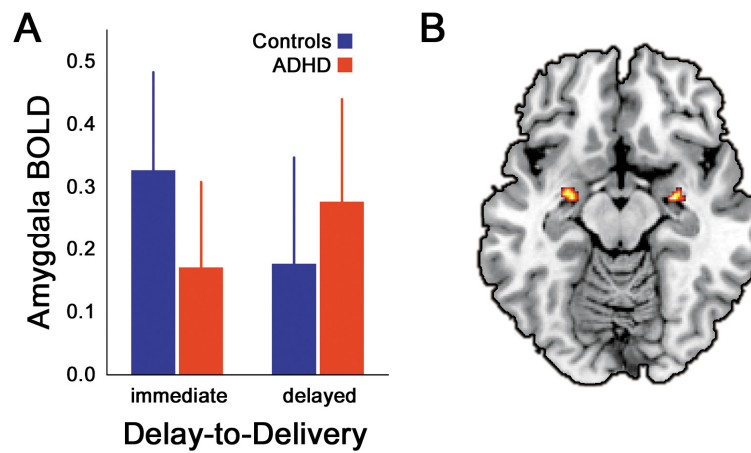 A
B
Controls
ADHD
Amygdala BOLD
0.5
0.4
0.3
0.2
0.1
0.0
immediate delayed
Delay-to-Delivery